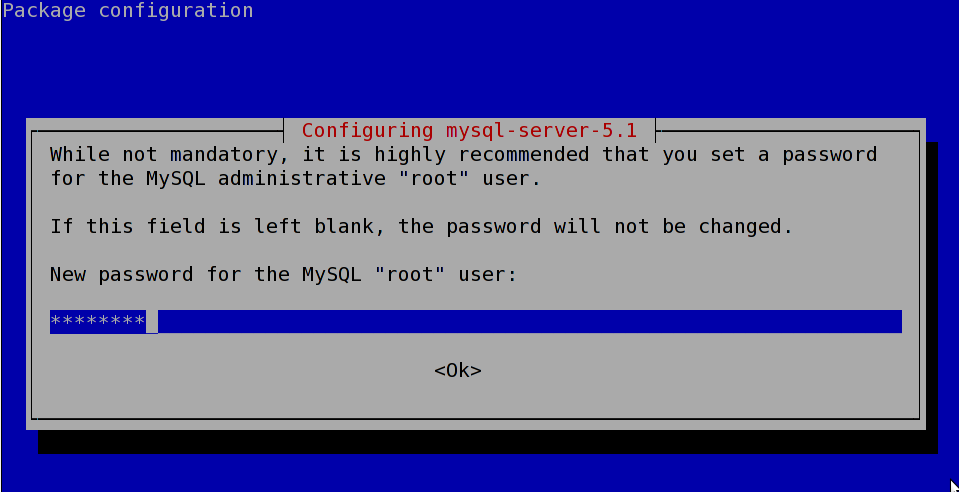 Package configuration
Configuring mysql-server-5.1
While not mandatory, it is highly recommended that you set a password
for the MySQL administrative "root" user.
If this field is left blank, the password will not be changed.
New password for the MySQL "root" user:
********
<Ok>